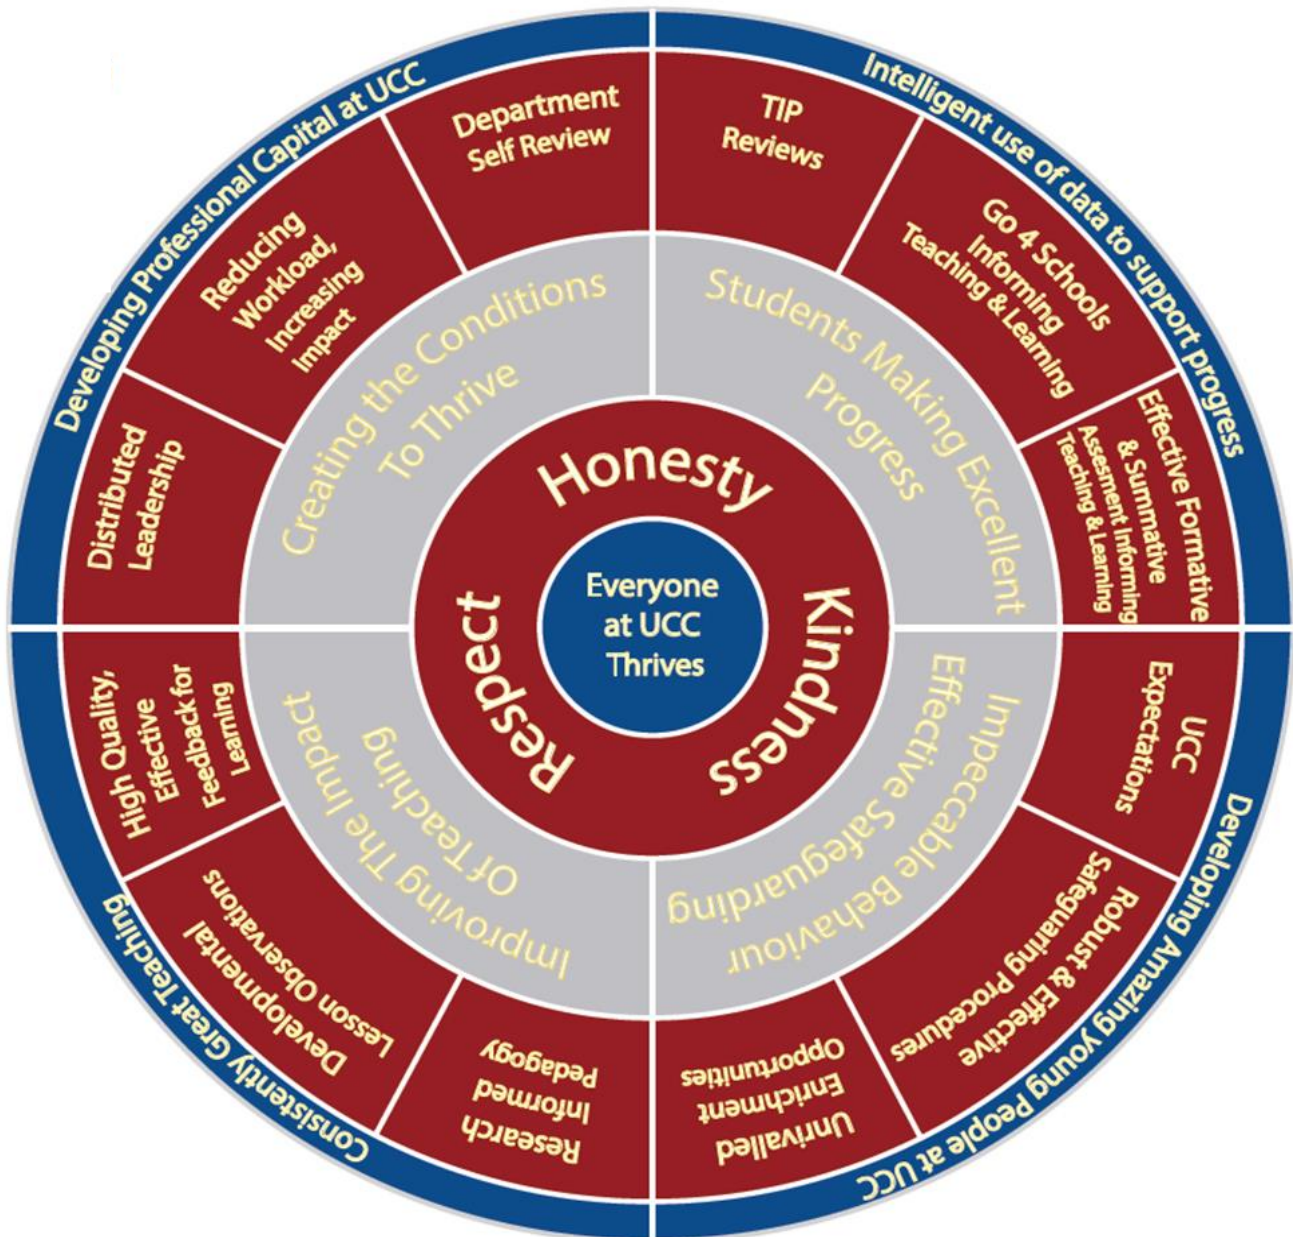 Everyone
at UCC
Thrives
Honesty
Kindness
Respect
Students Making Excellent
Progress
Impeccable Behaviour
Effective Safeguarding
Improving The Impact
Of Teaching
Creating the Conditions
To Thrive
TIP
Reviews
Go 4 Schools
Informing
Teaching & Learning
Effective Formative
& Summative
Assesment Informing
Teaching & Learning
UCC
Expectations
Robust & Effective
Safeguaring Procedures
Unrivalled
Enrichment
Opportunities
Research
Informed
Pedagogy
Developmental
Lesson Observations
High Quality,
Effective
Feedback for
Learning
Distributed
Leadership
Reducing
Workload,
Increasing
Impact
Department
Self Review
Intelligent use of data to support progress
Developing Amazing young People at UCC
Consistently Great Teaching
Developing Professional Capital at UCC